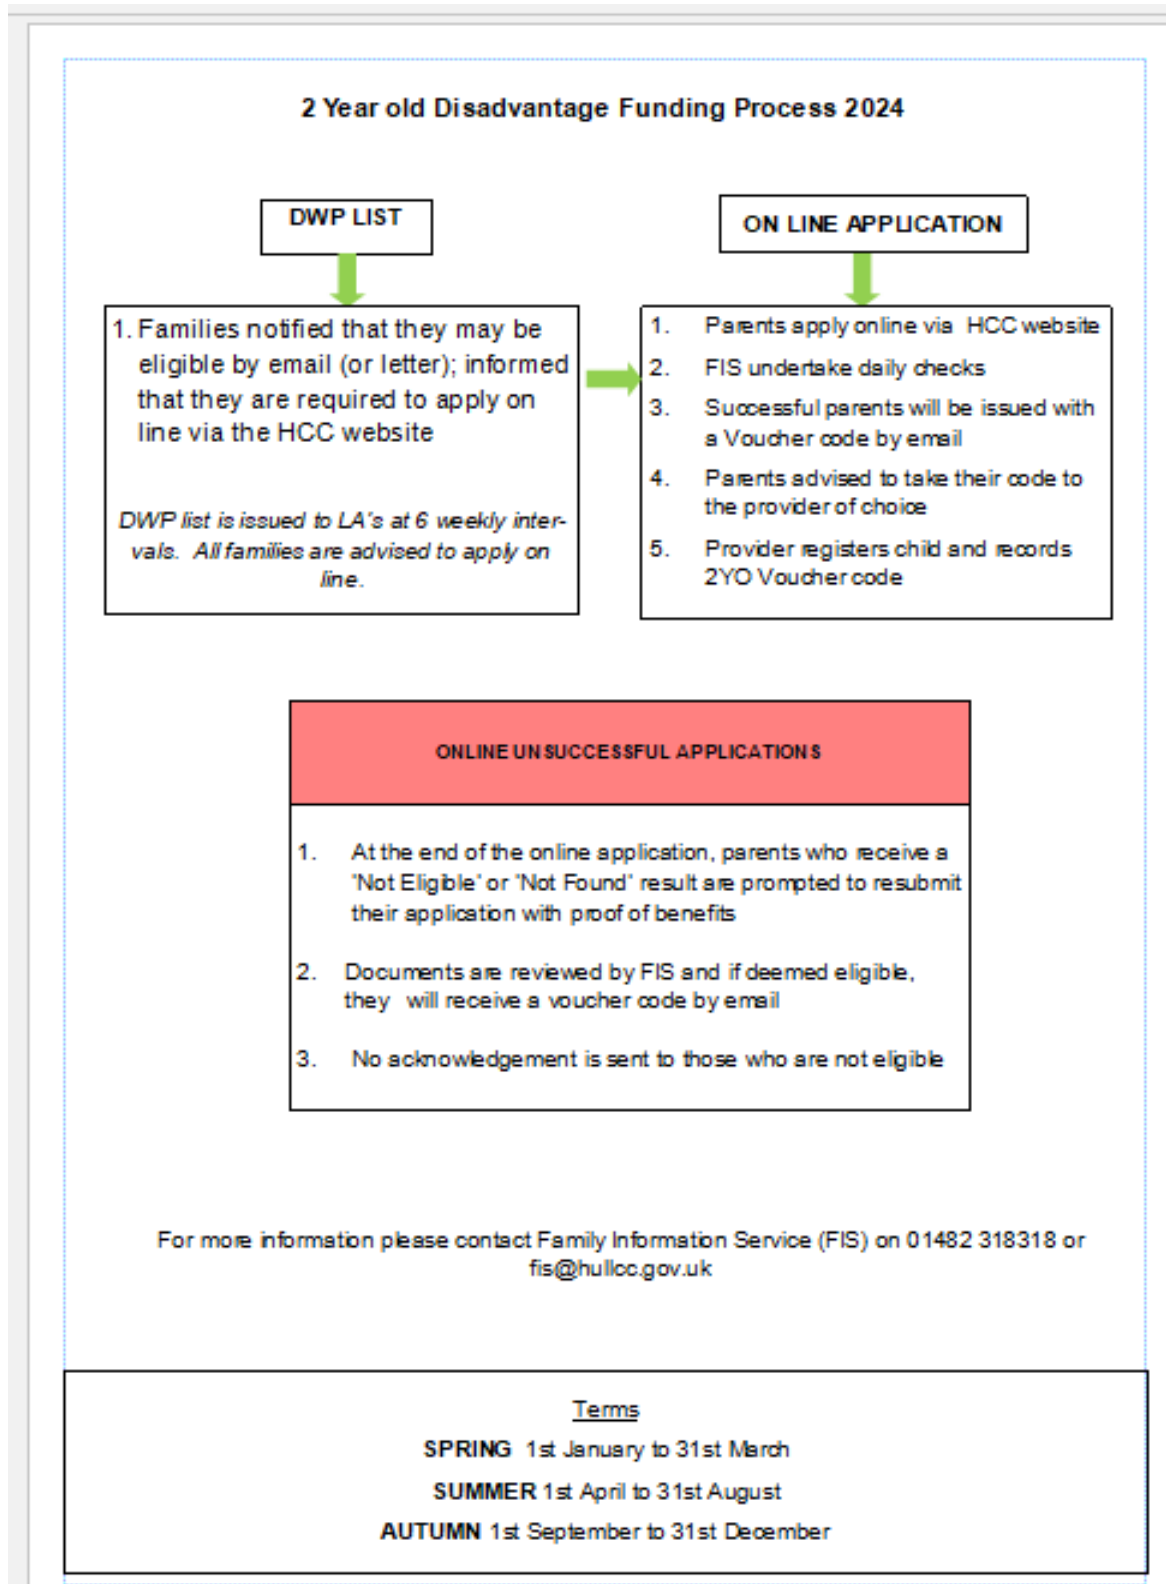 2 Year old Disadvantage Funding Process 2024
DWP LIST
1. Families notified that they may be
eligible by email (or letter); informed
that they are required to apply on
line via the HCC website
DWP list is issued to LA's at 6 weekly inter-
vals. All families are advised to apply on
line.
ON LINE APPLICATION
1. Parents apply online via HCC website
2. FIS undertake daily checks
3. Successful parents will be issued with
a Voucher code by email
4. Parents advised to take their code to
the provider of choice
5. Provider registers child and records
2YO Voucher code
ONLINE UNSUCCESSFUL APPLICATIONS
1. At the end of the online application, parents who receive a
'Not Eligible' or 'Not Found' result are prompted to resubmit
their application with proof of benefits
2. Documents are reviewed by FIS and if deemed eligible,
they will receive a voucher code by email
3. No acknowledgement is sent to those who are not eligible
For more information please contact Family Information Service (FIS) on 01482 318318 or
fis@hullcc.gov.uk
Terms
SPRING 1st January to 31st March
SUMMER 1st April to 31st August
AUTUMN 1st September to 31st December